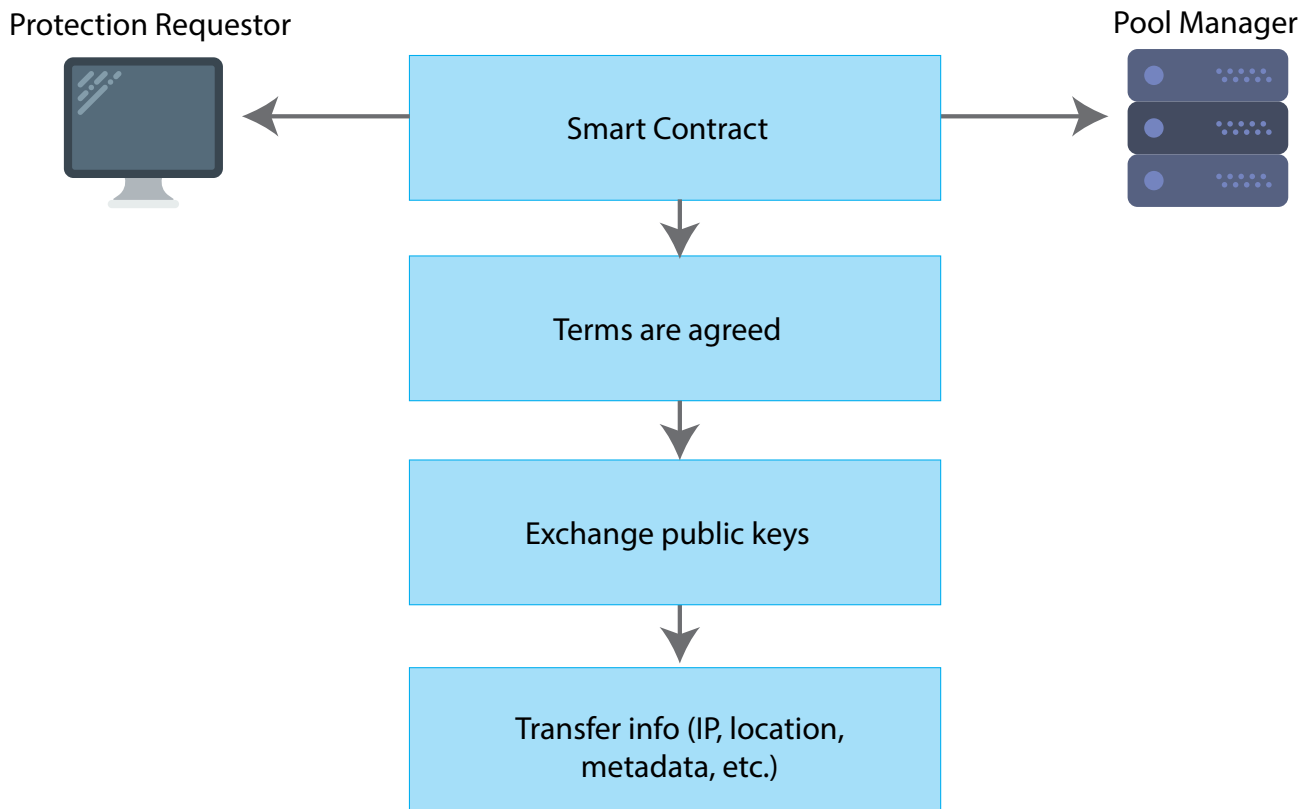 Protection Requestor
Pool Manager
Smart Contract
Terms are agreed
Exchange public keys
Transfer info (IP, location,
metadata, etc.)